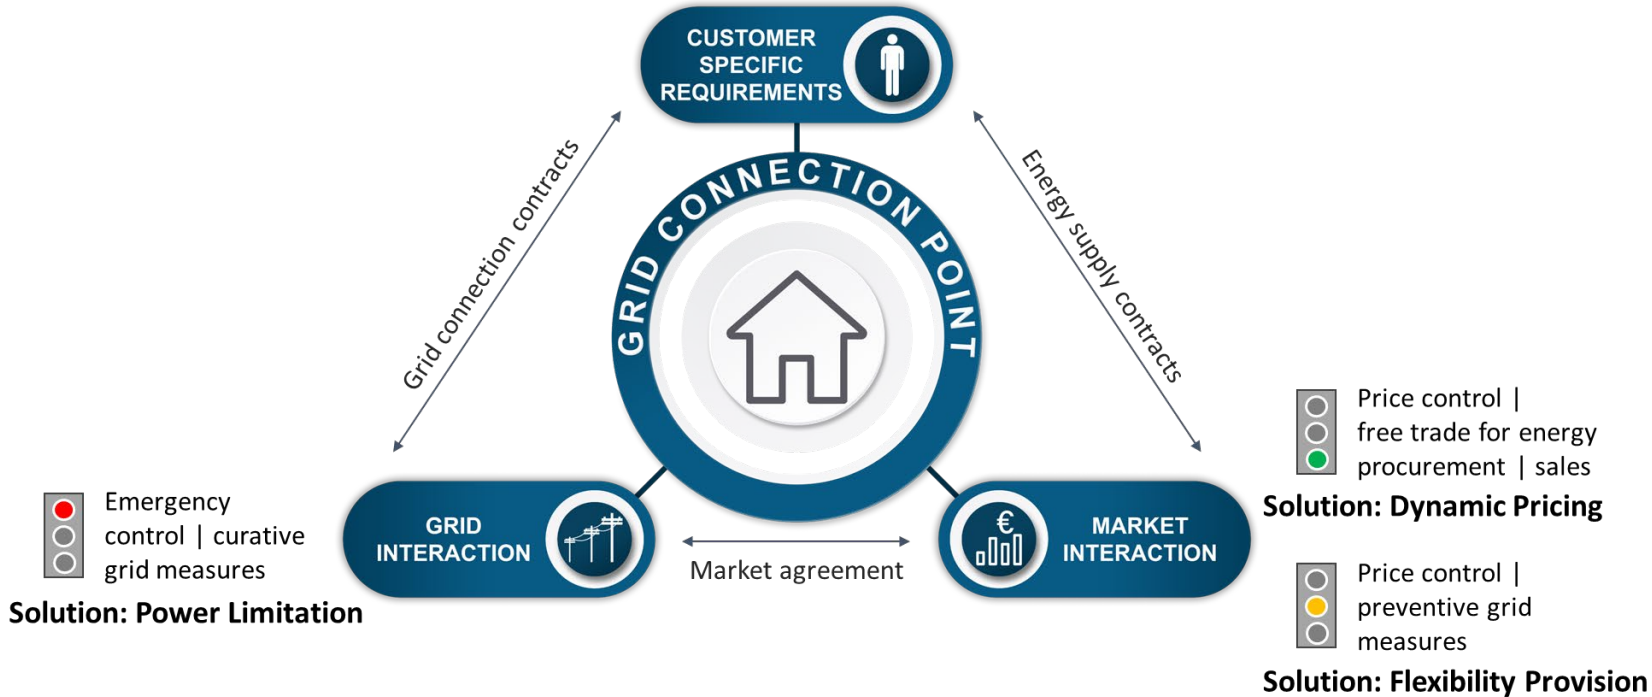 CUSTOMER
SPECIFIC
REQUIREMENTS
Grid connection contracts
Energy supply contracts
GRID CONNECTION POINT
Price control |
free trade for energy
procurement | sales
Solution: Dynamic Pricing
Emergency
control | curative
grid measures
Solution: Power Limitation
GRID
INTERACTION
Market agreement
€
MARKET
INTERACTION
Price control |
preventive grid
measures
Solution: Flexibility Provision